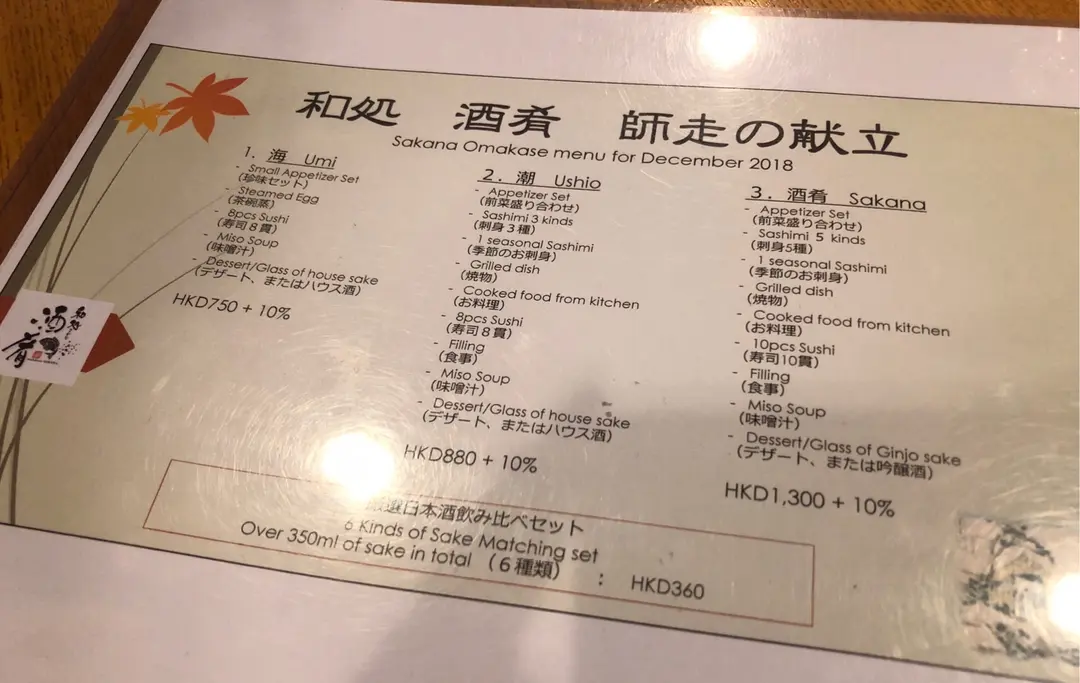 和処 酒肴 師走の献立
Sakana Omakase menu for December 2018
1. 海 Umi
- Small Appetizer Set
(珍味セット)
- Steamed Egg
(茶碗蒸)
- 8pcs Sushi
(寿司８貫)
- Miso Soup
(味噌汁)
- Dessert/Glass of house sake
(デザート、またはハウス酒)
HKD750 + 10%
2. 潮 Ushio
- Appetizer Set
(前菜盛り合わせ)
- Sashimi 3 kinds
(刺身３種)
- 1 seasonal Sashimi
(季節のお刺身)
- Grilled dish
(焼物)
- Cooked food from kitchen
(お料理)
- 8pcs Sushi
(寿司８貫)
- Filling
(食事)
- Miso Soup
(味噌汁)
- Dessert/Glass of house sake
(デザート、またはハウス酒)
HKD880 + 10%
3. 酒肴 Sakana
- Appetizer Set
(前菜盛り合わせ)
- Sashimi 5 kinds
(刺身5種)
- 1 seasonal Sashimi
(季節のお刺身)
- Grilled dish
(焼物)
- Cooked food from kitchen
(お料理)
- 10pcs Sushi
(寿司10貫)
- Filling
(食事)
- Miso Soup
(味噌汁)
- Dessert/Glass of Ginjo sake
(デザート、または吟醸酒)
HKD1,300 + 10%
選日本酒飲み比べセット
6 Kinds of Sake Matching set
Over 350ml of sake in total (６種類) : HKD360
酒肴